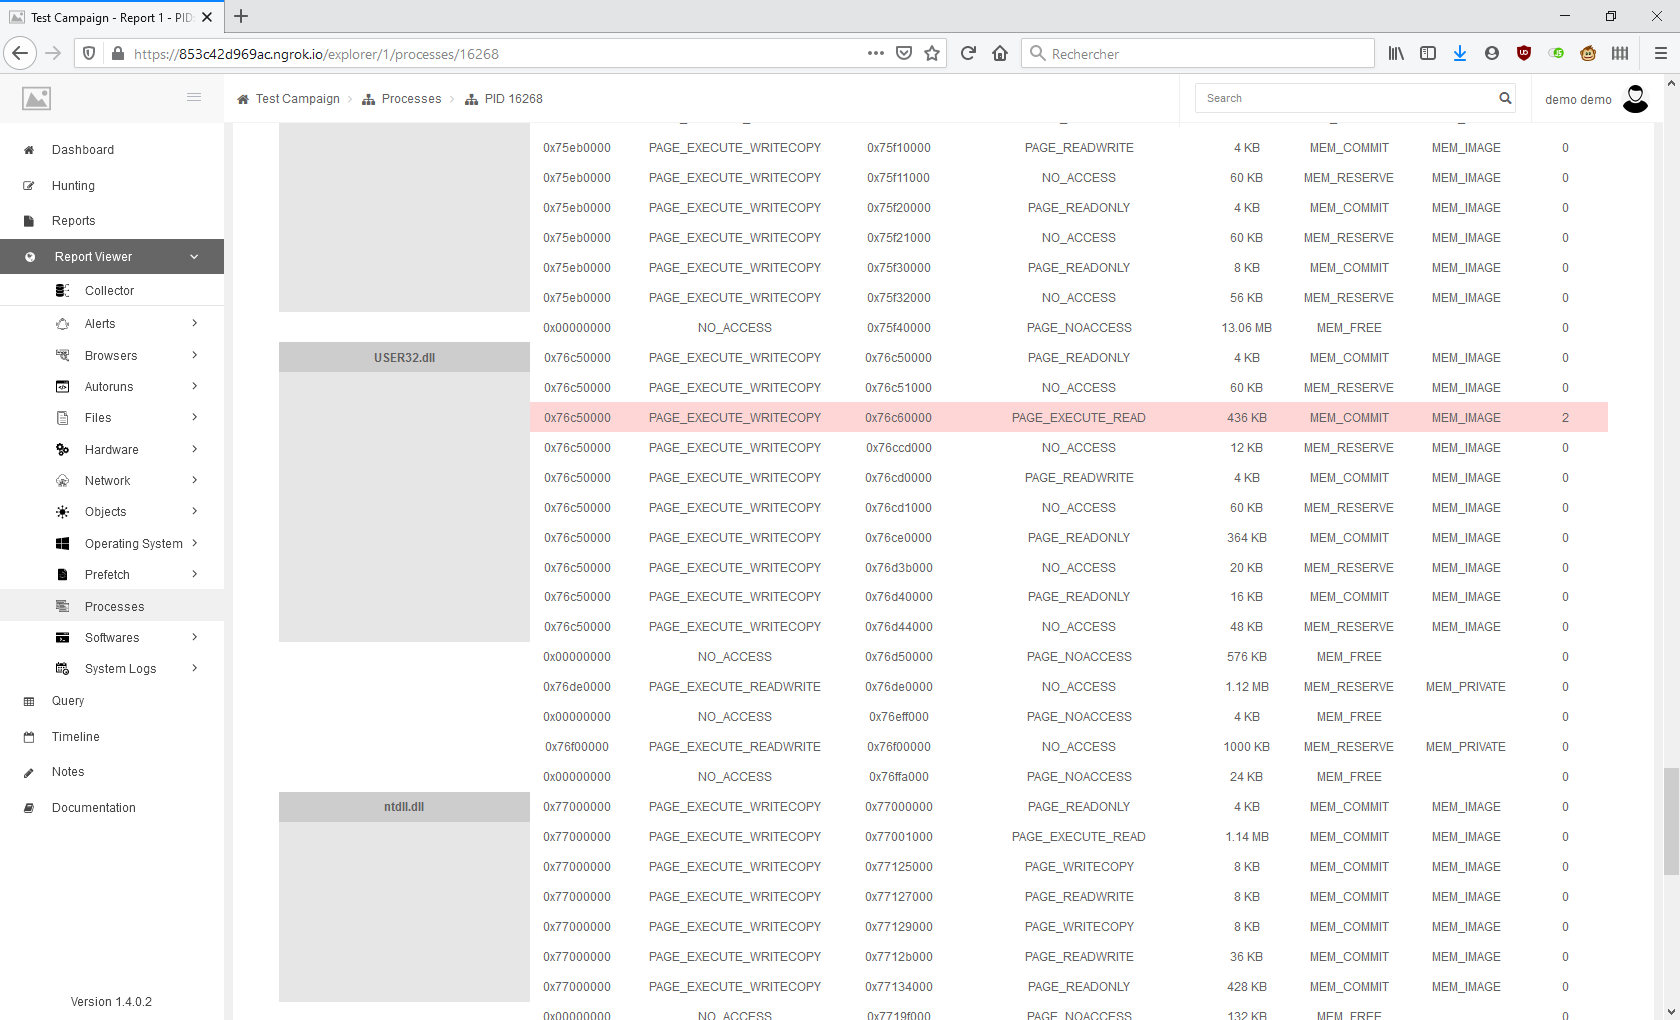 Test Campaign - Report 1 - PID
https://853c42d969ac.ngrok.io/explorer/1/processes/16268
Rechercher
Test Campaign
Processes
PID 16268
Search
demo demo
Dashboard
Hunting
Reports
Report Viewer
Collector
Alerts
Browsers
Autoruns
Files
Hardware
Network
Objects
Operating System
Prefetch
Processes
Softwares
System Logs
Query
Timeline
Notes
Documentation
Version 1.4.0.2
0x75eb0000 PAGE_EXECUTE_WRITECOPY 0x75f10000 PAGE_READWRITE 4 KB MEM_COMMIT MEM_IMAGE 0
0x75eb0000 PAGE_EXECUTE_WRITECOPY 0x75f11000 NO_ACCESS 60 KB MEM_RESERVE MEM_IMAGE 0
0x75eb0000 PAGE_EXECUTE_WRITECOPY 0x75f20000 PAGE_READONLY 4 KB MEM_COMMIT MEM_IMAGE 0
0x75eb0000 PAGE_EXECUTE_WRITECOPY 0x75f21000 NO_ACCESS 60 KB MEM_RESERVE MEM_IMAGE 0
0x75eb0000 PAGE_EXECUTE_WRITECOPY 0x75f30000 PAGE_READONLY 8 KB MEM_COMMIT MEM_IMAGE 0
0x75eb0000 PAGE_EXECUTE_WRITECOPY 0x75f32000 NO_ACCESS 56 KB MEM_RESERVE MEM_IMAGE 0
0x00000000 NO_ACCESS 0x75f40000 PAGE_NOACCESS 13.06 MB MEM_FREE 0
USER32.dll 0x76c50000 PAGE_EXECUTE_WRITECOPY 0x76c50000 PAGE_READONLY 4 KB MEM_COMMIT MEM_IMAGE 0
0x76c50000 PAGE_EXECUTE_WRITECOPY 0x76c51000 NO_ACCESS 60 KB MEM_RESERVE MEM_IMAGE 0
0x76c50000 PAGE_EXECUTE_WRITECOPY 0x76c60000 PAGE_EXECUTE_READ 436 KB MEM_COMMIT MEM_IMAGE 2
0x76c50000 PAGE_EXECUTE_WRITECOPY 0x76ccd000 NO_ACCESS 12 KB MEM_RESERVE MEM_IMAGE 0
0x76c50000 PAGE_EXECUTE_WRITECOPY 0x76cd0000 PAGE_READWRITE 4 KB MEM_COMMIT MEM_IMAGE 0
0x76c50000 PAGE_EXECUTE_WRITECOPY 0x76cd1000 NO_ACCESS 60 KB MEM_RESERVE MEM_IMAGE 0
0x76c50000 PAGE_EXECUTE_WRITECOPY 0x76ce0000 PAGE_READONLY 364 KB MEM_COMMIT MEM_IMAGE 0
0x76c50000 PAGE_EXECUTE_WRITECOPY 0x76d3b000 NO_ACCESS 20 KB MEM_RESERVE MEM_IMAGE 0
0x76c50000 PAGE_EXECUTE_WRITECOPY 0x76d40000 PAGE_READONLY 16 KB MEM_COMMIT MEM_IMAGE 0
0x76c50000 PAGE_EXECUTE_WRITECOPY 0x76d44000 NO_ACCESS 48 KB MEM_RESERVE MEM_IMAGE 0
0x00000000 NO_ACCESS 0x76d50000 PAGE_NOACCESS 576 KB MEM_FREE 0
0x76de0000 PAGE_EXECUTE_READWRITE 0x76de0000 NO_ACCESS 1.12 MB MEM_RESERVE MEM_PRIVATE 0
0x00000000 NO_ACCESS 0x76eff000 PAGE_NOACCESS 4 KB MEM_FREE 0
0x76f00000 PAGE_EXECUTE_READWRITE 0x76f00000 NO_ACCESS 1000 KB MEM_RESERVE MEM_PRIVATE 0
0x00000000 NO_ACCESS 0x76ffa000 PAGE_NOACCESS 24 KB MEM_FREE 0
ntdll.dll 0x77000000 PAGE_EXECUTE_WRITECOPY 0x77000000 PAGE_READONLY 4 KB MEM_COMMIT MEM_IMAGE 0
0x77000000 PAGE_EXECUTE_WRITECOPY 0x77001000 PAGE_EXECUTE_READ 1.14 MB MEM_COMMIT MEM_IMAGE 0
0x77000000 PAGE_EXECUTE_WRITECOPY 0x77125000 PAGE_WRITECOPY 8 KB MEM_COMMIT MEM_IMAGE 0
0x77000000 PAGE_EXECUTE_WRITECOPY 0x77127000 PAGE_READWRITE 8 KB MEM_COMMIT MEM_IMAGE 0
0x77000000 PAGE_EXECUTE_WRITECOPY 0x77129000 PAGE_WRITECOPY 8 KB MEM_COMMIT MEM_IMAGE 0
0x77000000 PAGE_EXECUTE_WRITECOPY 0x7712b000 PAGE_READWRITE 36 KB MEM_COMMIT MEM_IMAGE 0
0x77000000 PAGE_EXECUTE_WRITECOPY 0x77134000 PAGE_READONLY 428 KB MEM_COMMIT MEM_IMAGE 0
0x00000000 NO_ACCESS 0x7719f000 PAGE_NOACCESS 132 KB MEM_FREE 0